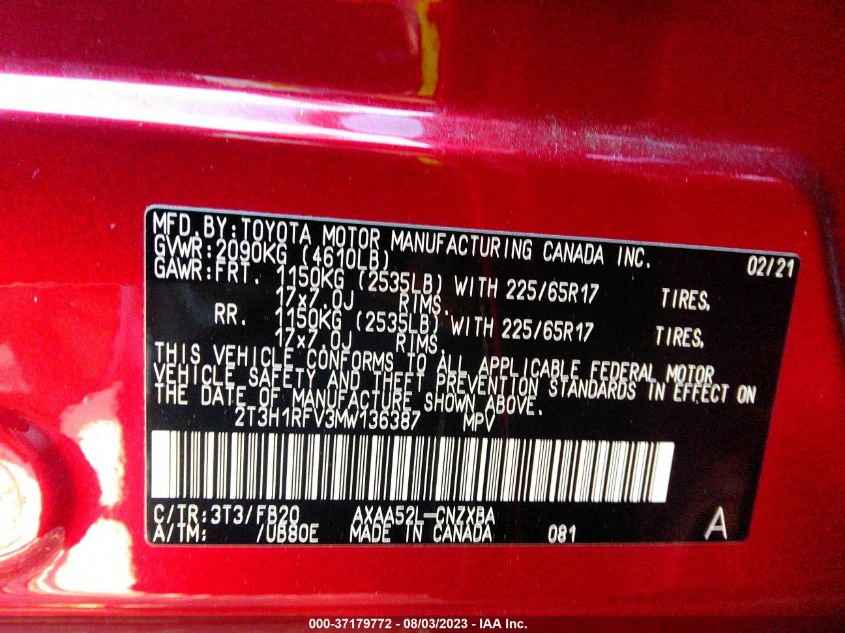 MFD. BY: TOYOTA MOTOR MANUFACTURING CANADA INC. 02/21
GVWR: 2090KG (4610LB)
GAWR: FRT. 1150KG (2535LB) WITH 225/65R17 TIRES,
17x7.0J RIMS.
RR. 1150KG (2535LB) WITH 225/65R17 TIRES,
17x7.0J RIMS.
THIS VEHICLE CONFORMS TO ALL APPLICABLE FEDERAL MOTOR
VEHICLE SAFETY AND THEFT PREVENTION STANDARDS IN EFFECT ON
THE DATE OF MANUFACTURE SHOWN ABOVE.
2T3H1RFV3MW136387 MPV
C/TR: 3T3/FB20 AXAA52L-CNZXBA A
A/TM: /UB80E MADE IN CANADA 081
000-37179772 - 08/03/2023 - IAA Inc.